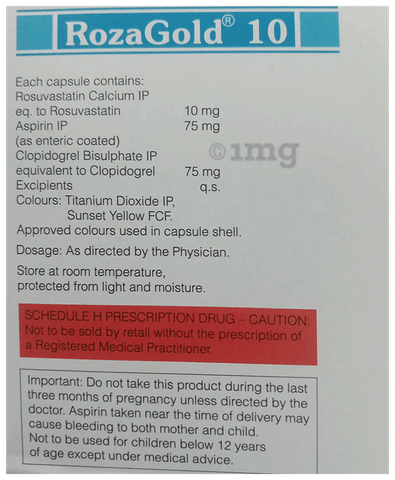 RozaGold® 10
Each capsule contains:
Rosuvastatin Calcium IP
eq. to Rosuvastatin 10 mg
Aspirin IP 75 mg
(as enteric coated)
Clopidogrel Bisulphate IP
equivalent to Clopidogrel 75 mg
Excipients q.s.
Colours: Titanium Dioxide IP,
Sunset Yellow FCF.
Approved colours used in capsule shell.
Dosage: As directed by the Physician.
Store at room temperature,
protected from light and moisture.
SCHEDULE H PRESCRIPTION DRUG – CAUTION:
Not to be sold by retail without the prescription of
a Registered Medical Practitioner.
Important: Do not take this product during the last
three months of pregnancy unless directed by the
doctor. Aspirin taken near the time of delivery may
cause bleeding to both mother and child.
Not to be used for children below 12 years
of age except under medical advice.
©1mg